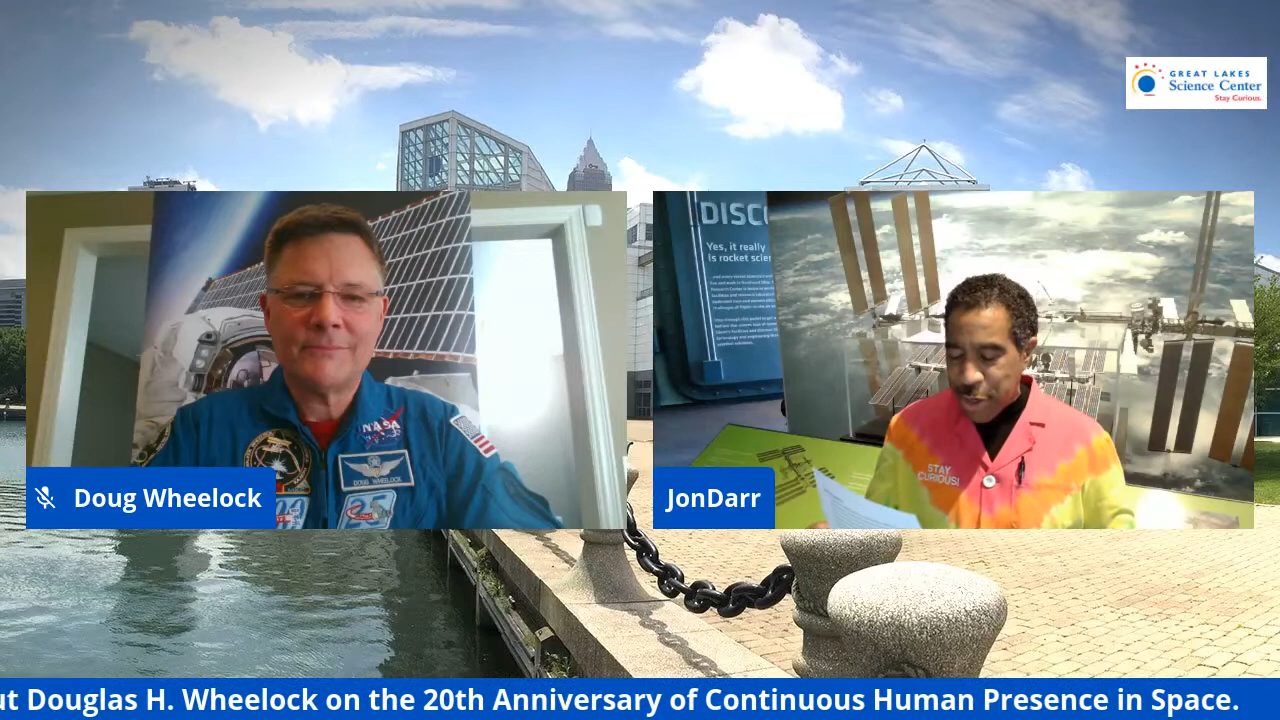 GREAT LAKES
Science Center
Stay Curious.
DISC
Yes, it really
is rocket scien
NASA
DOUG WHEELOCK
STAY
CURIOUS!
Doug Wheelock
JonDarr
ut Douglas H. Wheelock on the 20th Anniversary of Continuous Human Presence in Space.